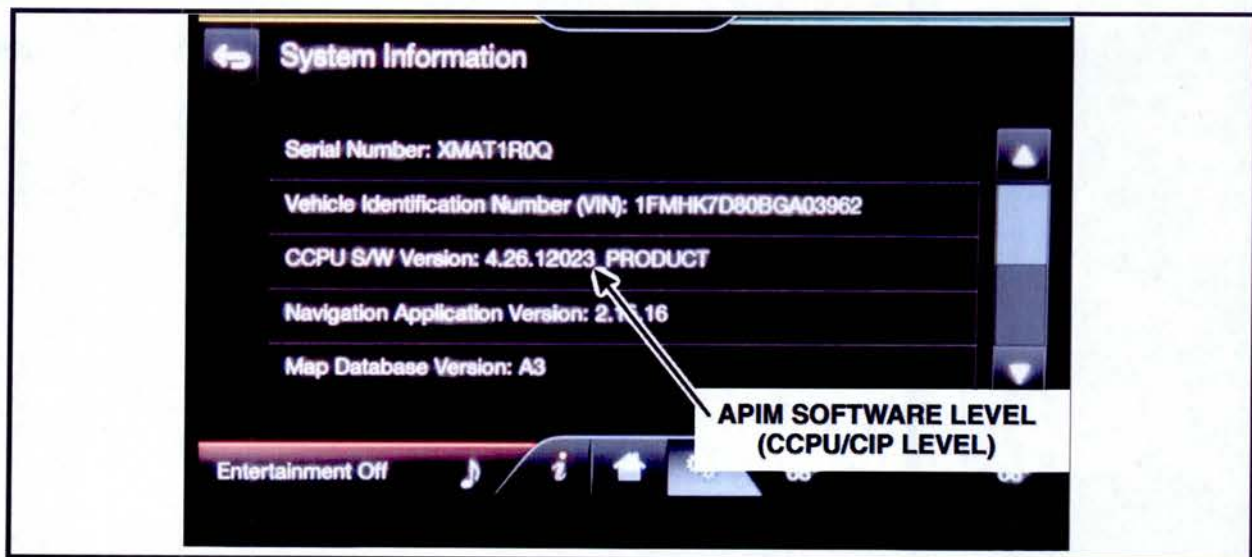 System Information
Serial Number: XMAT1R0Q
Vehicle Identification Number (VIN): 1FMHK7D80BGA03962
CCPU S/W Version: 4.26.12023_PRODUCT
Navigation Application Version:
Map Database Version: A3
APIM SOFTWARE LEVEL
(CCPU/CIP LEVEL)
Entertainment Off